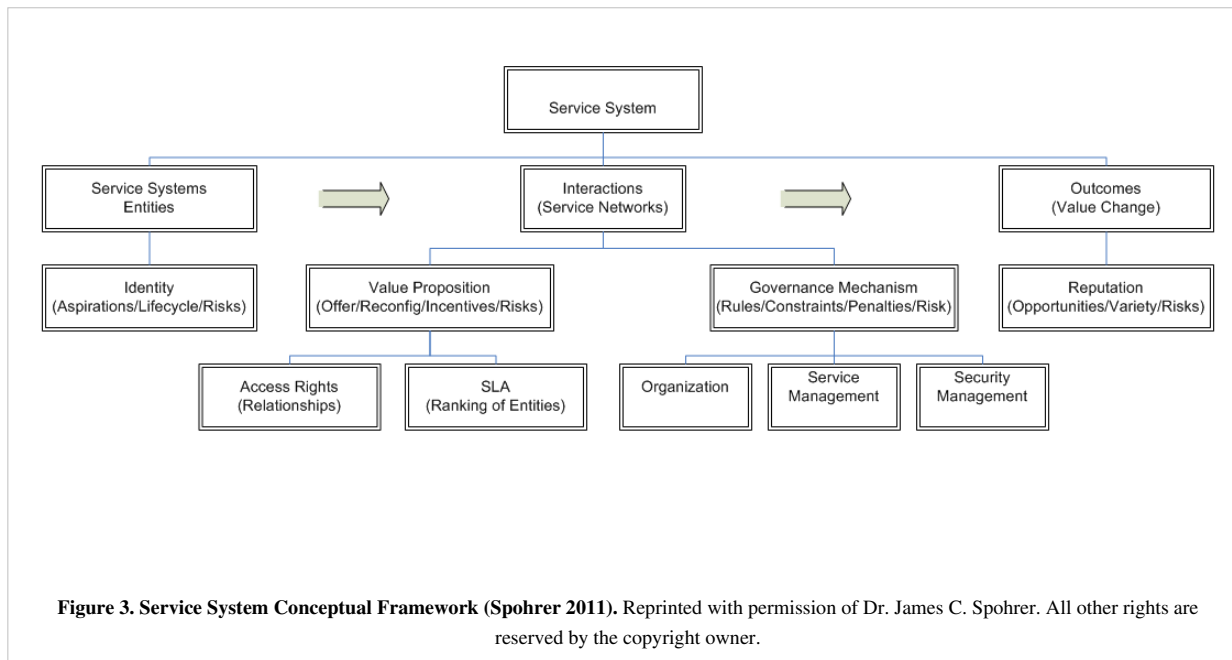 Service System
Service Systems
Entities
Interactions
(Service Networks)
Outcomes
(Value Change)
Identity
(Aspirations/Lifecycle/Risks)
Value Proposition
(Offer/Reconfig/Incentives/Risks)
Governance Mechanism
(Rules/Constraints/Penalties/Risk)
Reputation
(Opportunities/Variety/Risks)
Access Rights
(Relationships)
SLA
(Ranking of Entities)
Organization
Service
Management
Security
Management
Figure 3. Service System Conceptual Framework (Spohrer 2011). Reprinted with permission of Dr. James C. Spohrer. All other rights are
reserved by the copyright owner.